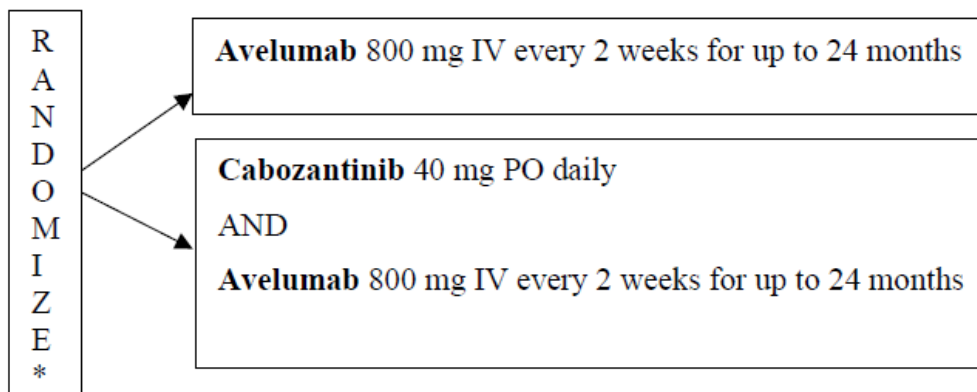 R
A
N
D
O
M
I
Z
E
*
Avelumab 800 mg IV every 2 weeks for up to 24 months
Cabozantinib 40 mg PO daily
AND
Avelumab 800 mg IV every 2 weeks for up to 24 months